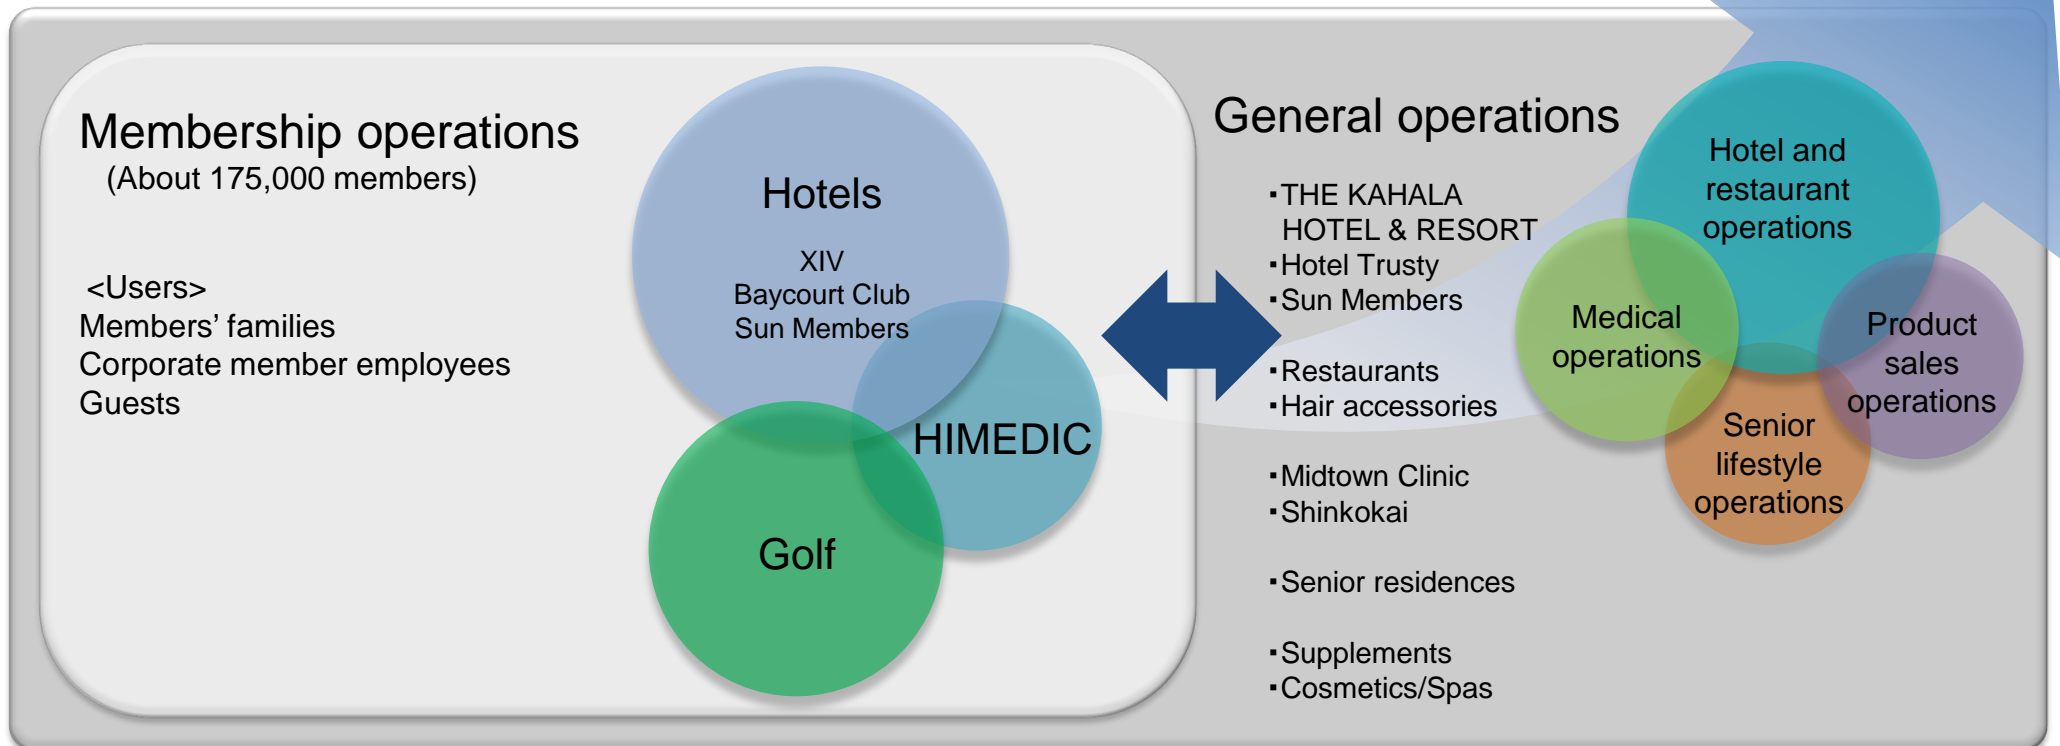 Membership operations
(About 175,000 members)
<Users>
Members’ families
Corporate member employees
Guests
Hotels
XIV
Baycourt Club
Sun Members
HIMEDIC
Golf
General operations
･THE KAHALA
HOTEL & RESORT
･Hotel Trusty
･Sun Members
･Restaurants
･Hair accessories
･Midtown Clinic
･Shinkokai
･Senior residences
･Supplements
･Cosmetics/Spas
Hotel and
restaurant
operations
Medical
operations
Product
sales
operations
Senior
lifestyle
operations